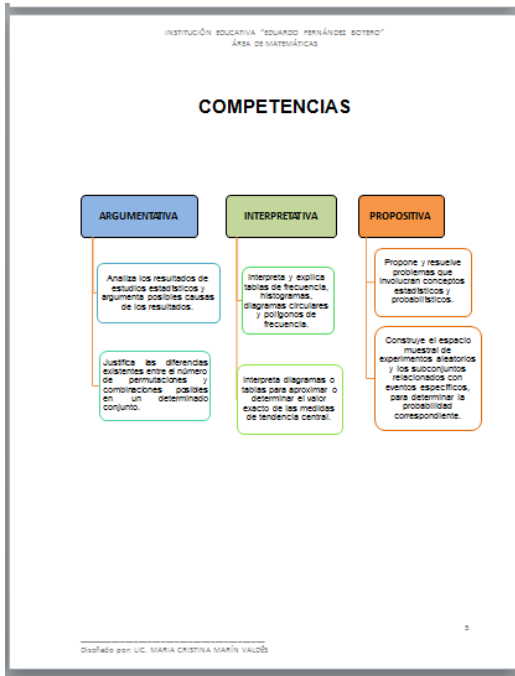 INSTITUCIÓN EDUCATIVA "EDUARDO FERNÁNDEZ BOTERO"
ÁREA DE MATEMÁTICAS
COMPETENCIAS
ARGUMENTATIVA
Analiza los resultados de
estudios estadísticos y
argumenta posibles causas
de los resultados.
Justifica las diferencias
existentes entre el número
de permutaciones y
combinaciones posibles
en un determinado
conjunto.
INTERPRETATIVA
Interpreta y explica
tablas de frecuencia,
histogramas,
diagramas circulares
y polígonos de
frecuencia.
Interpreta diagramas o
tablas para aproximar o
determinar el valor
exacto de las medidas
de tendencia central.
PROPOSITIVA
Propone y resuelve
problemas que
involucran conceptos
estadísticos y
probabilísticos.
Construye el espacio
muestral de
experimentos aleatorios
y los subconjuntos
relacionados con
eventos específicos,
para determinar la
probabilidad
correspondiente.
5
Diseñado por: LIC. MARIA CRISTINA MARÍN VALDÉS